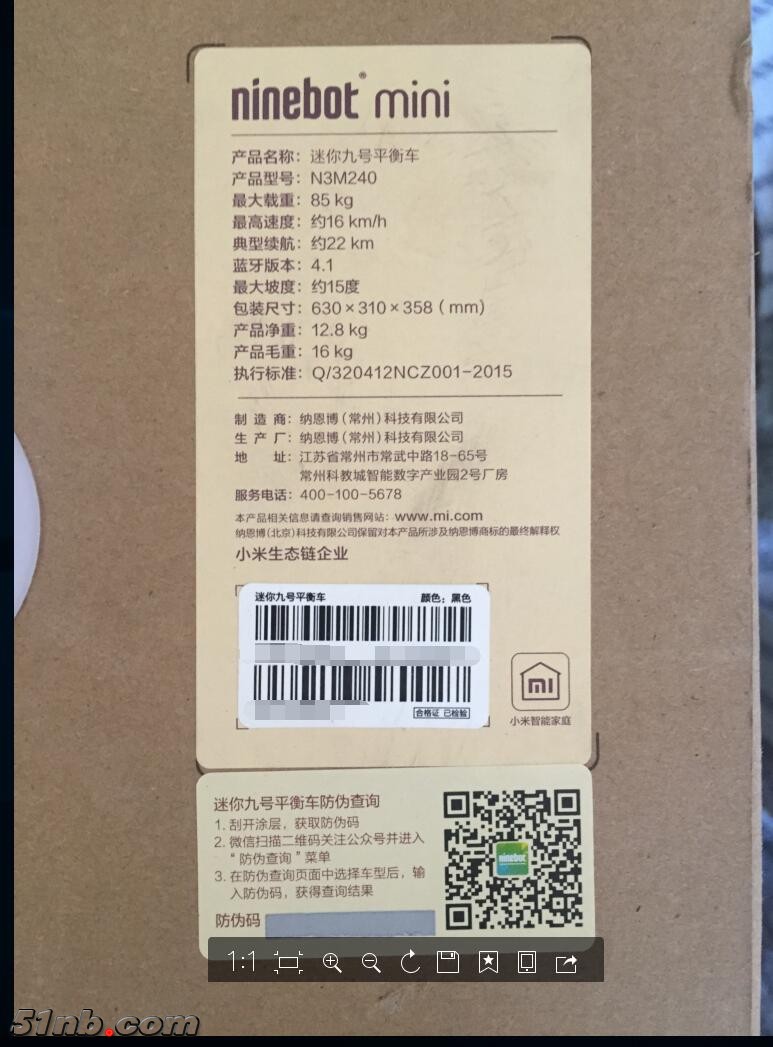 ninebot® mini
产品名称：迷你九号平衡车
产品型号：N3M240
最大载重：85 kg
最高速度：约16 km/h
典型续航：约22 km
蓝牙版本：4.1
最大坡度：约15度
包装尺寸：630×310×358（mm）
产品净重：12.8 kg
产品毛重：16 kg
执行标准：Q/320412NCZ001-2015
制 造 商：纳恩博（常州）科技有限公司
生 产 厂：纳恩博（常州）科技有限公司
地 址：江苏省常州市常武中路18-65号
常州科教城智能数字产业园2号厂房
服务电话：400-100-5678
本产品相关信息请查询销售网站：www.mi.com
纳恩博（北京）科技有限公司保留对本产品所涉及纳恩博商标的最终解释权
小米生态链企业
迷你九号平衡车 颜色：黑色
合格证 已检验
mi
小米智能家庭
迷你九号平衡车防伪查询
1. 刮开涂层，获取防伪码
2. 微信扫描二维码关注公众号并进入
“防伪查询”菜单
3. 在防伪查询页面中选择车型后，输
入防伪码，获得查询结果
ninebot
防伪码
1:1
51nb.com